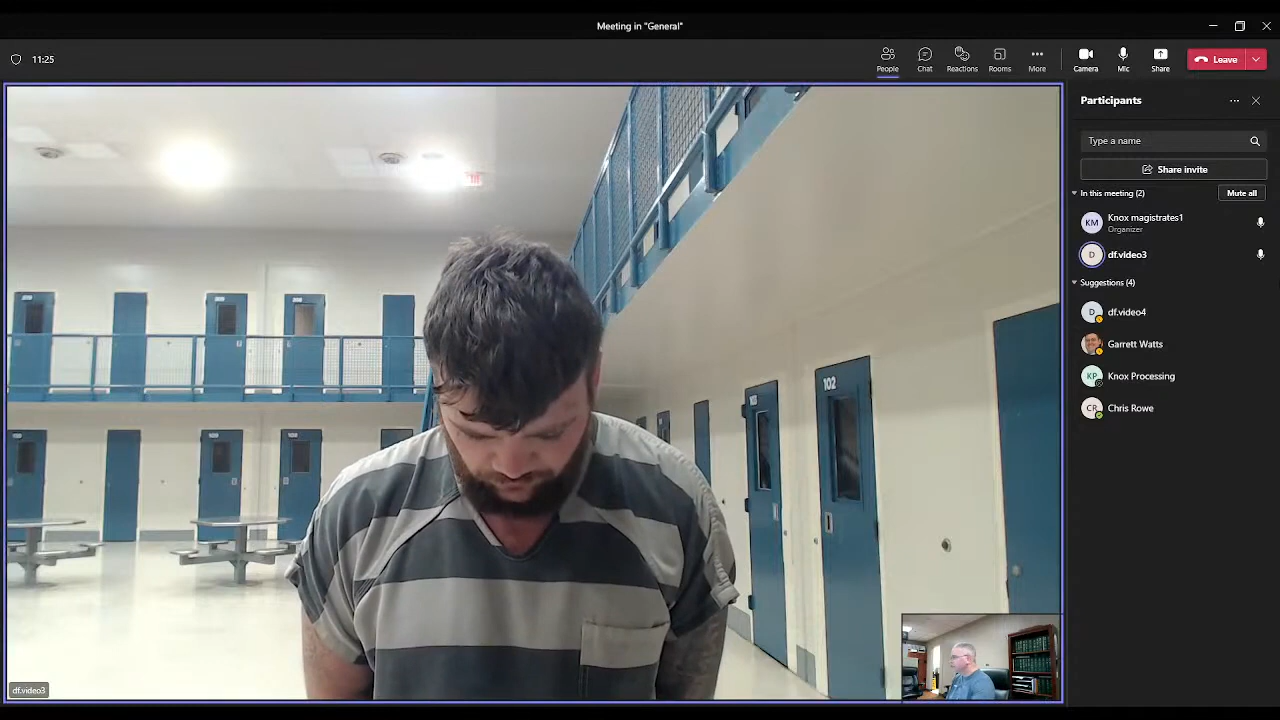 Meeting in "General"
11:25
People
Chat
Reactions
Rooms
More
Camera
Mic
Share
Leave
Participants
Type a name
Share invite
In this meeting (2)
Mute all
KM
Knox magistrates1
Organizer
D
df.video3
Suggestions (4)
D
df.video4
Garrett Watts
KP
Knox Processing
CR
Chris Rowe
102
103
df.video3